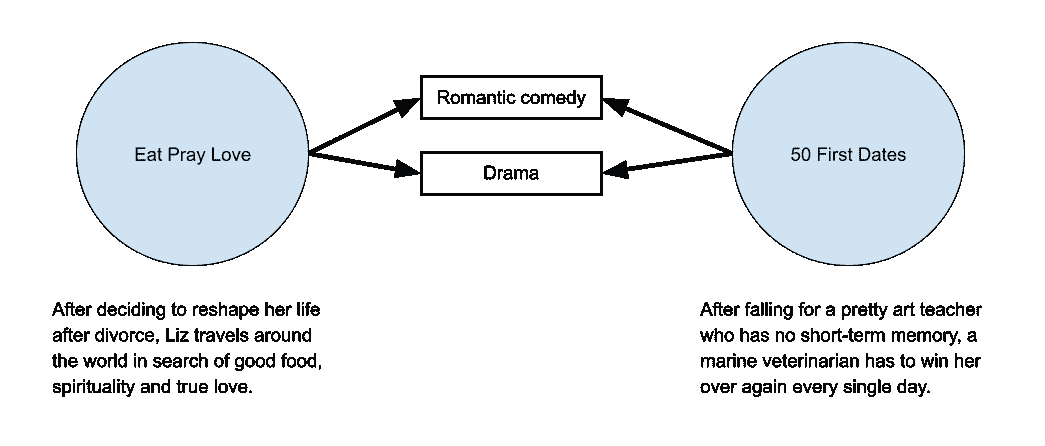 Romantic comedy
Eat Pray Love
50 First Dates
Drama
After deciding to reshape her life
after divorce, Liz travels around
the world in search of good food,
spirituality and true love.
After falling for a pretty art teacher
who has no short-term memory, a
marine veterinarian has to win her
over again every single day.